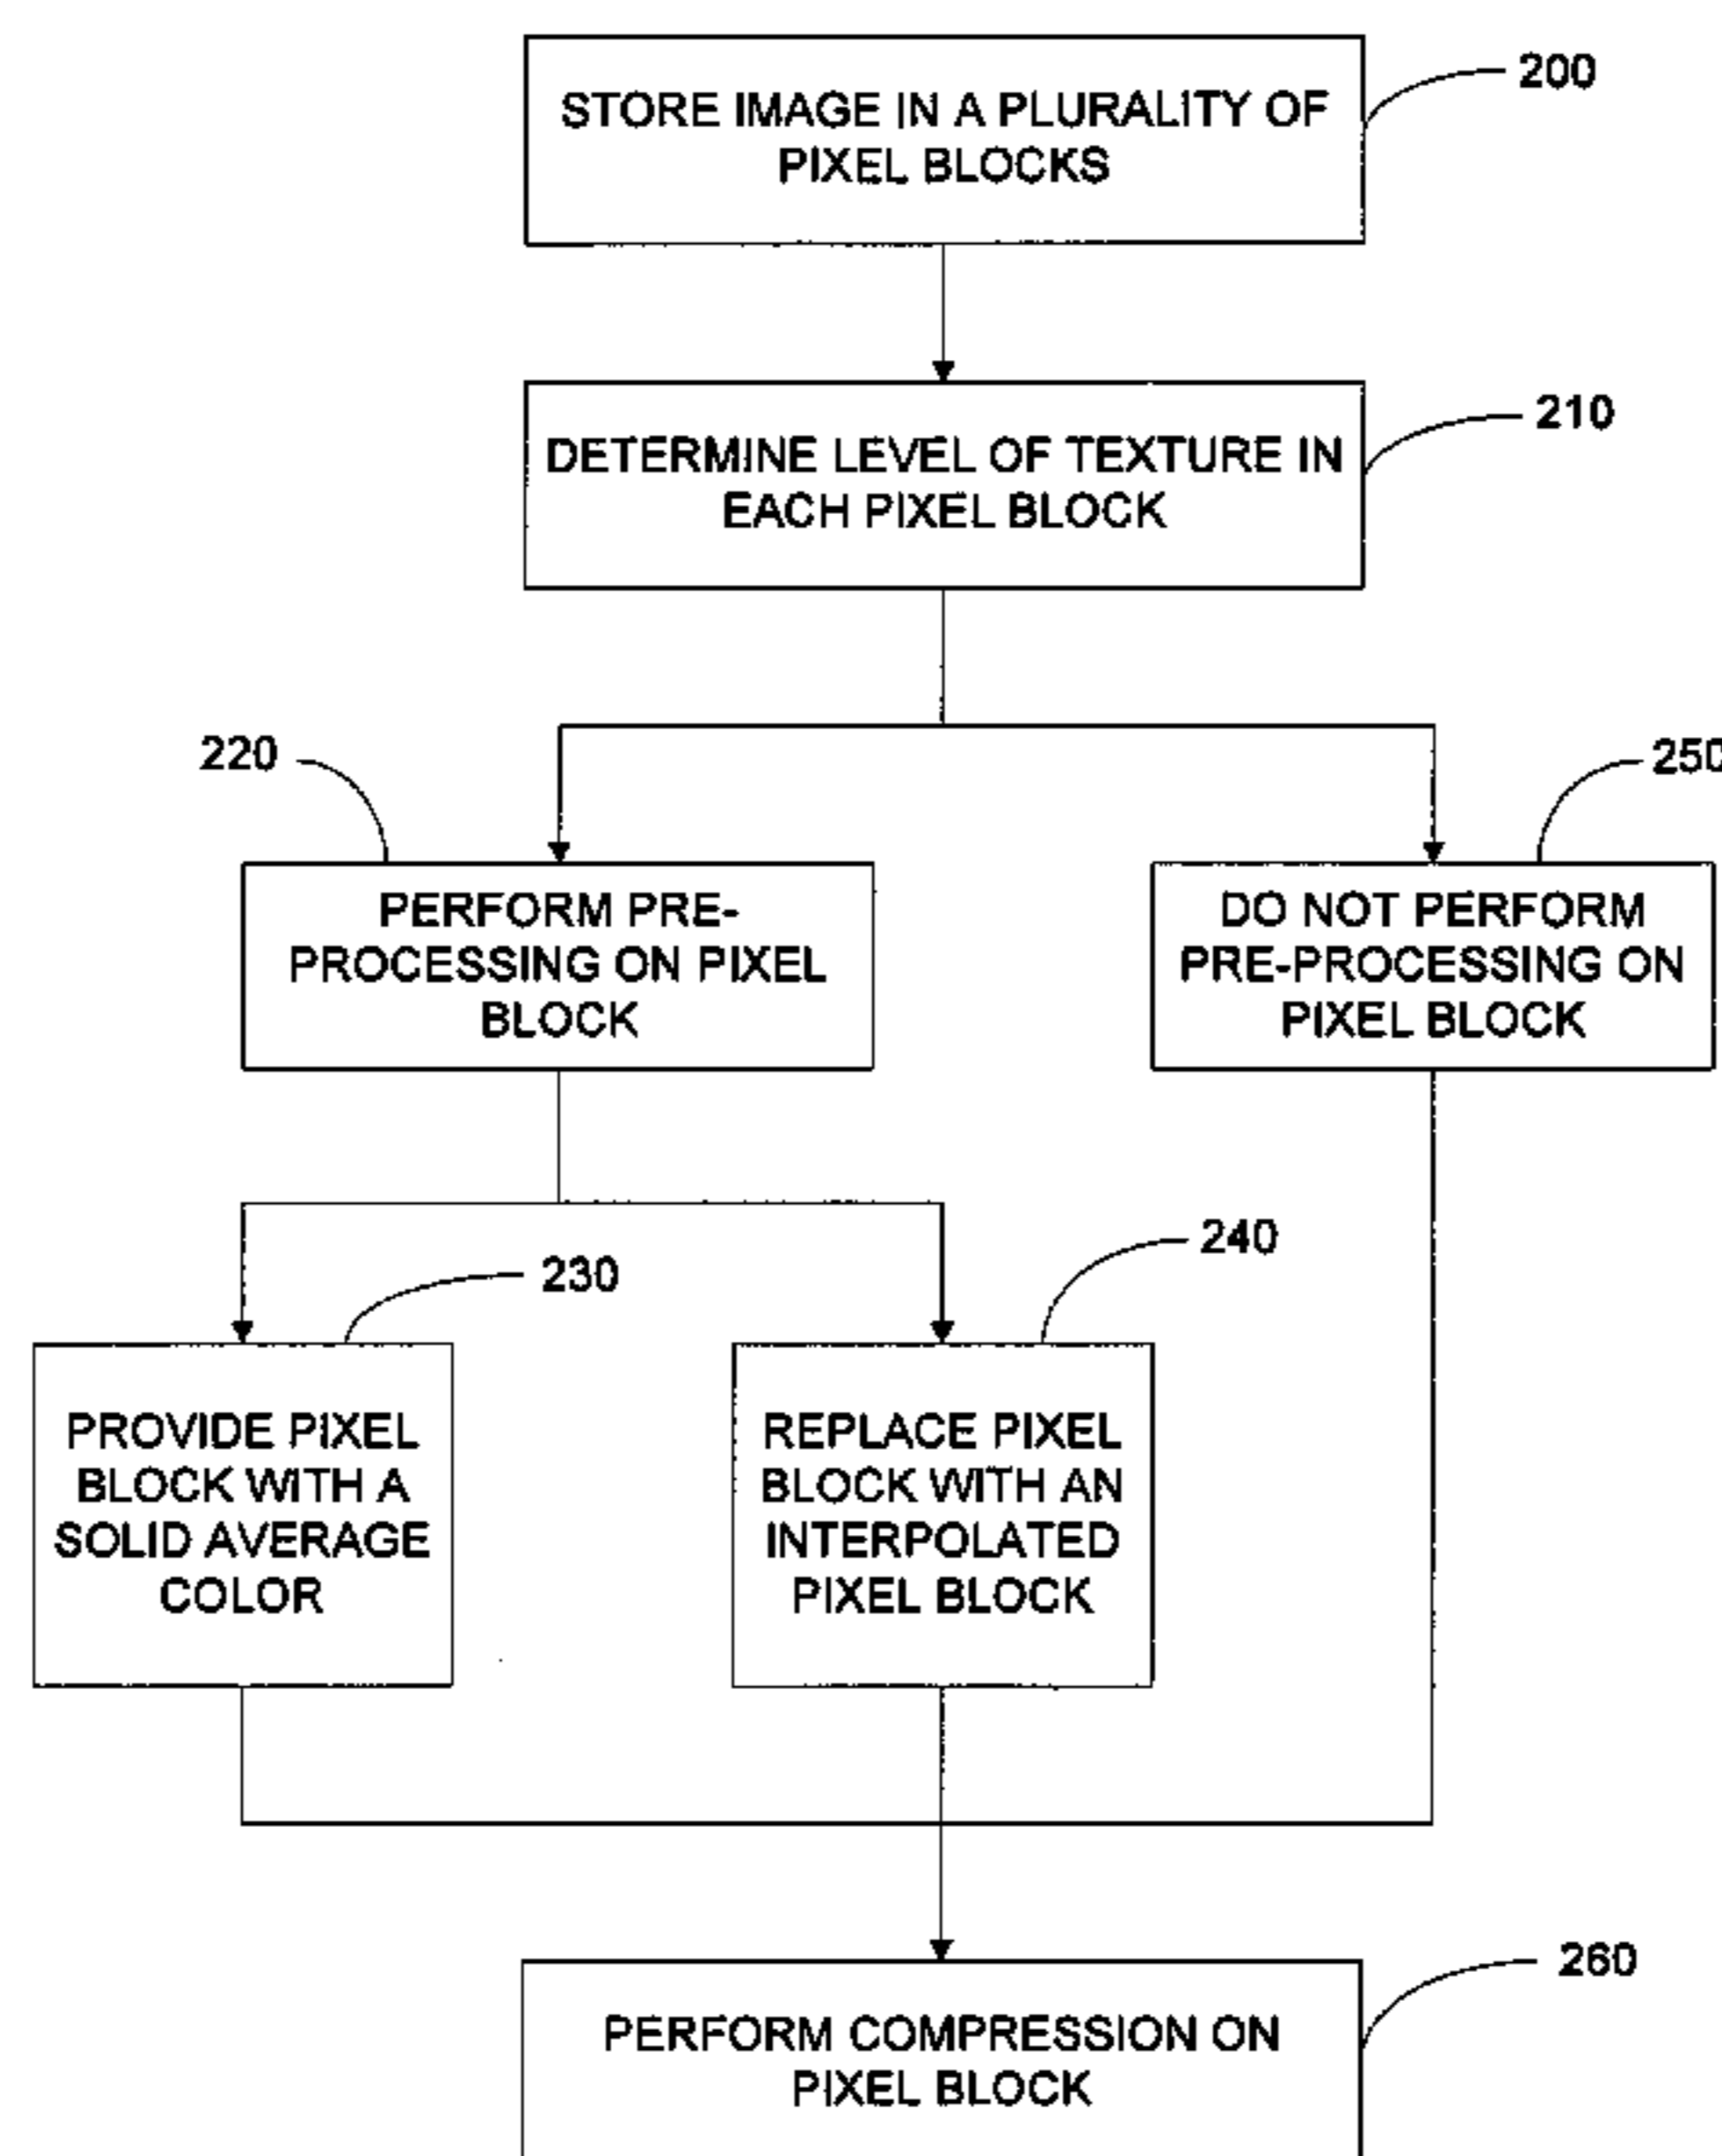 STORE IMAGE IN A PLURALITY OF
PIXEL BLOCKS
200
DETERMINE LEVEL OF TEXTURE IN
EACH PIXEL BLOCK
210
220
250
PERFORM PRE-
PROCESSING ON PIXEL
BLOCK
DO NOT PERFORM
PRE-PROCESSING ON
PIXEL BLOCK
230
240
PROVIDE PIXEL
BLOCK WITH A
SOLID AVERAGE
COLOR
REPLACE PIXEL
BLOCK WITH AN
INTERPOLATED
PIXEL BLOCK
260
PERFORM COMPRESSION ON
PIXEL BLOCK